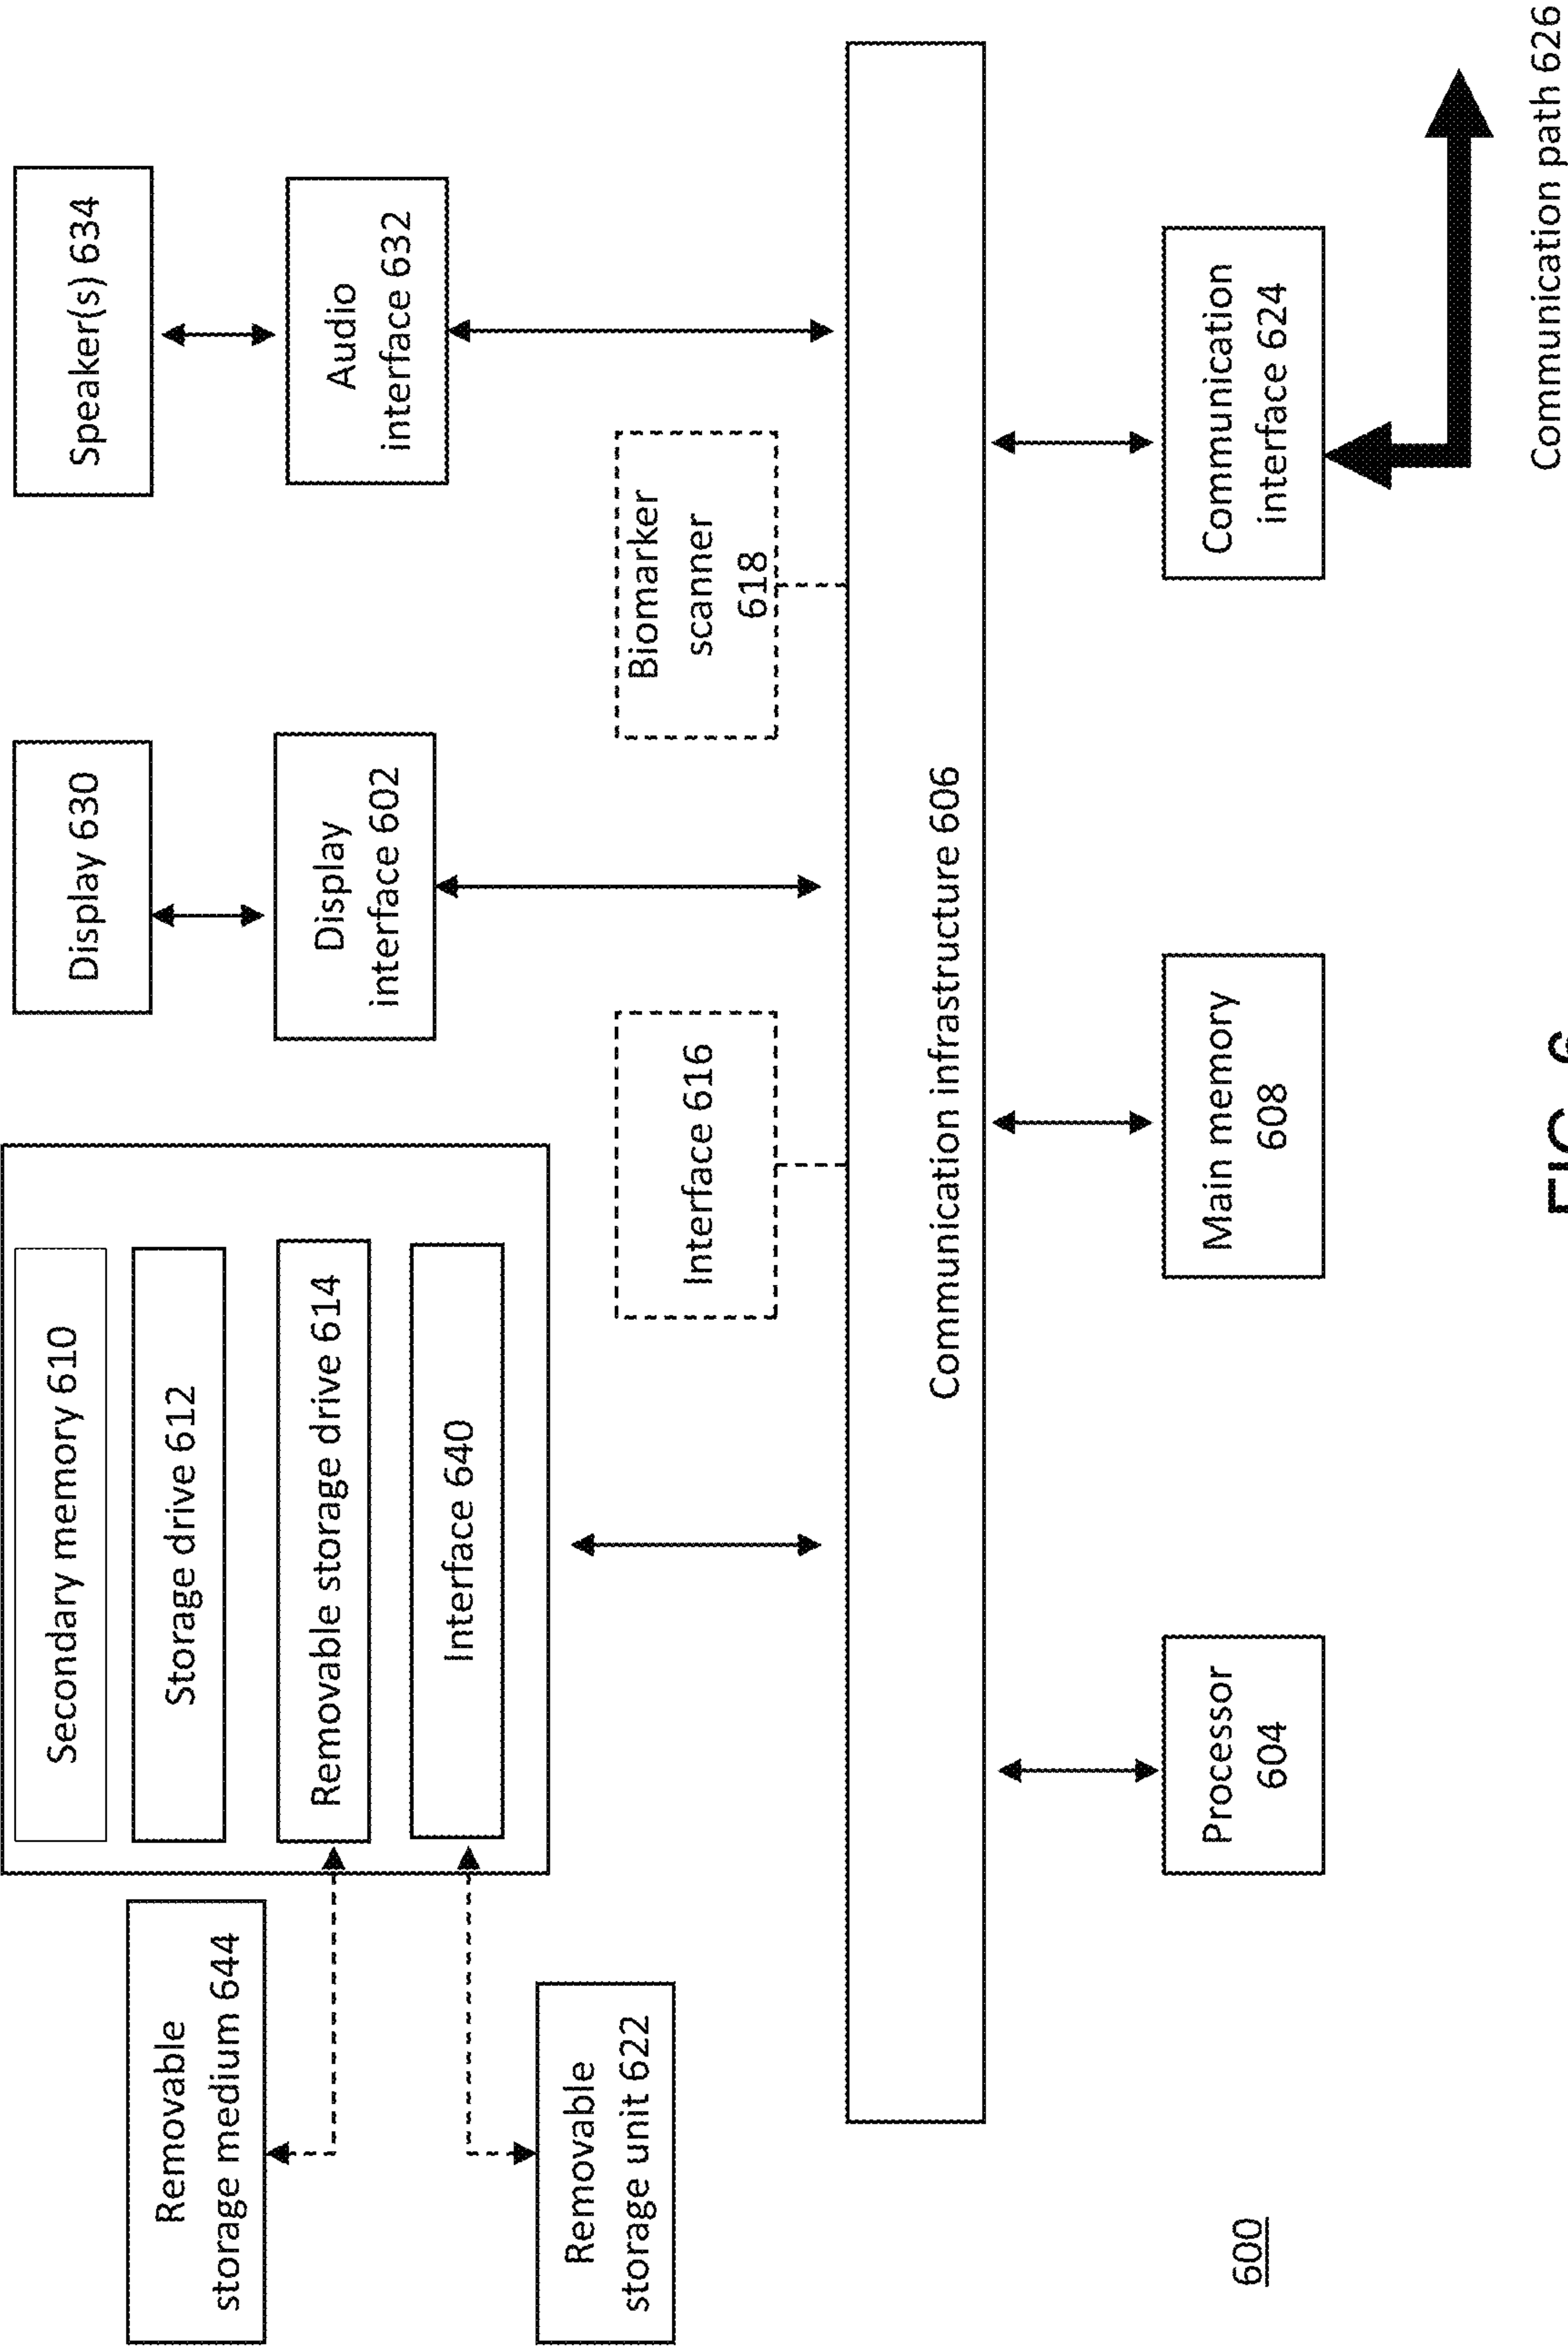 Removable
storage medium 644
Removable
storage unit 622
Secondary memory 610
Storage drive 612
Removable storage drive 614
Interface 640
Display 630
Display
interface 602
Speaker(s) 634
Audio
interface 632
Interface 616
Biomarker
scanner
618
Communication infrastructure 606
Processor
604
Main memory
608
Communication
interface 624
Communication path 626
600
FIG. 6